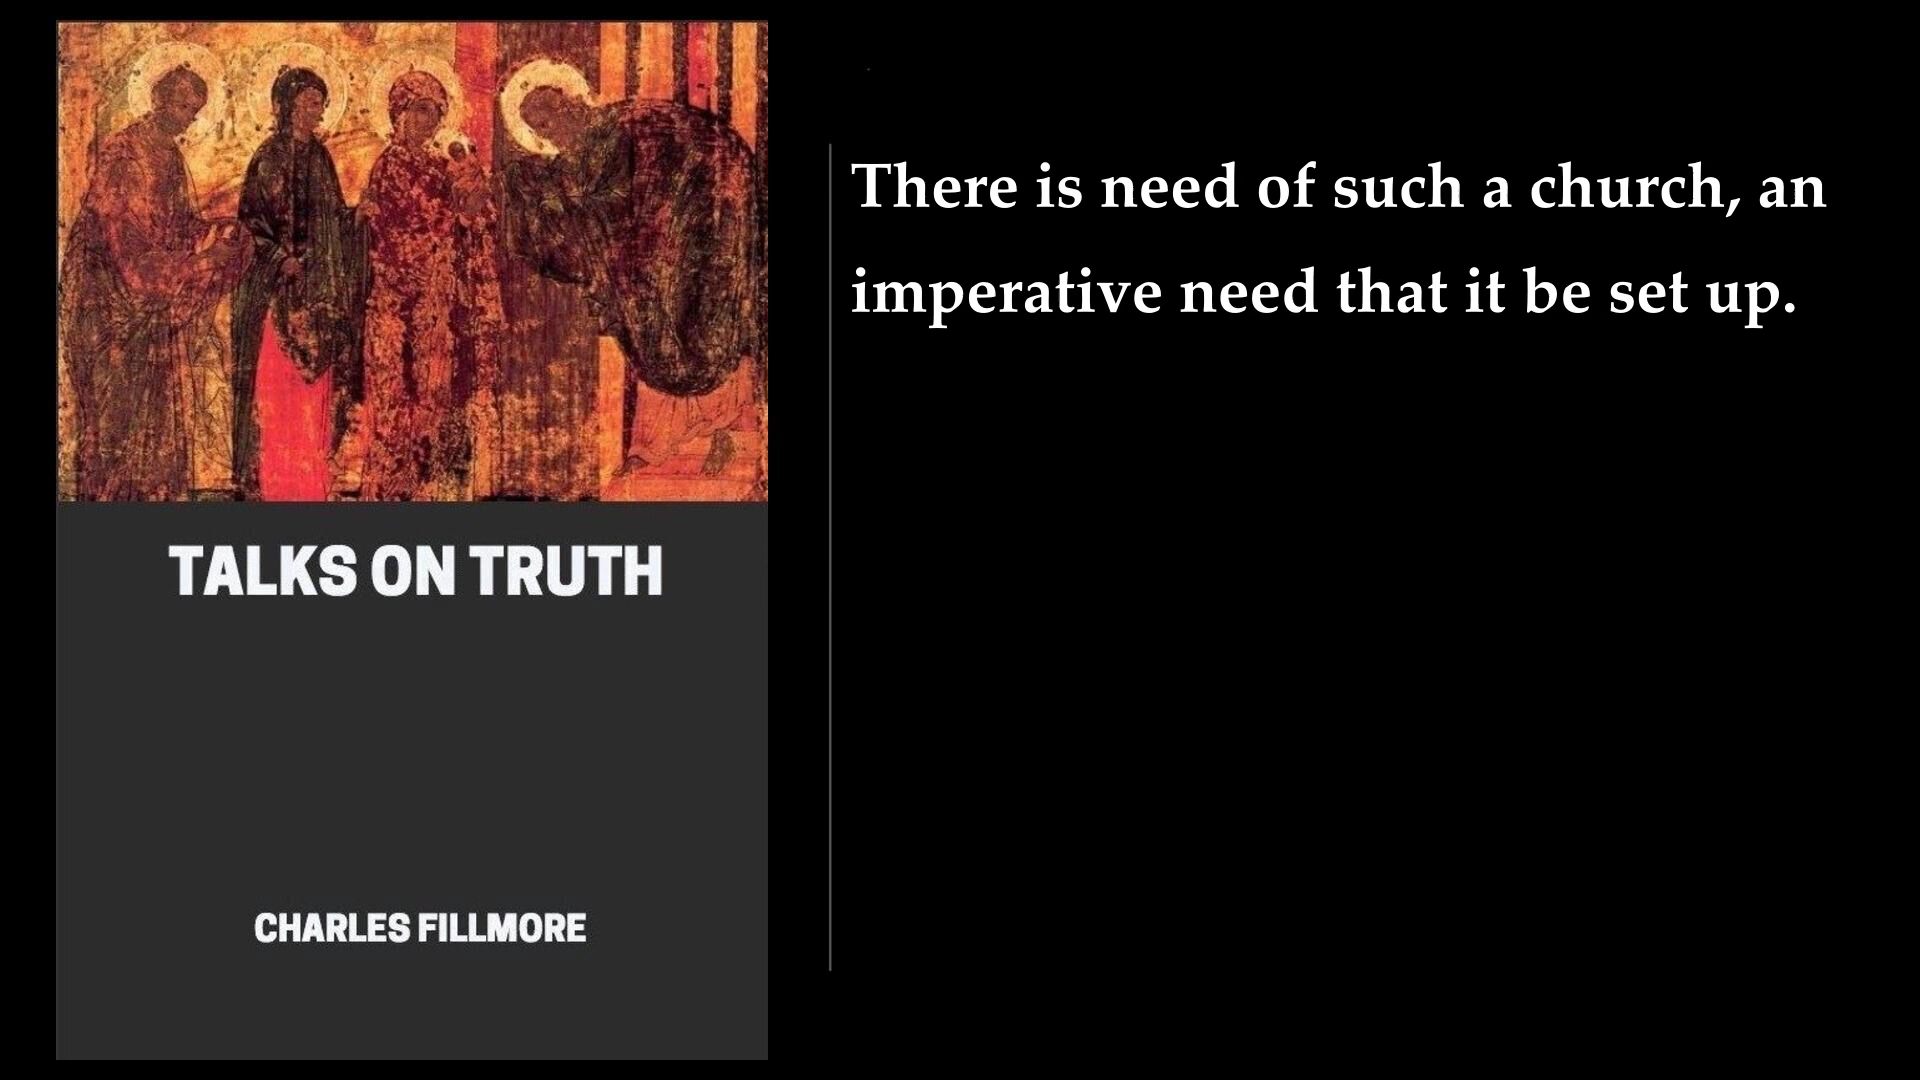 TALKS ON TRUTH
CHARLES FILLMORE
There is need of such a church, an
imperative need that it be set up.